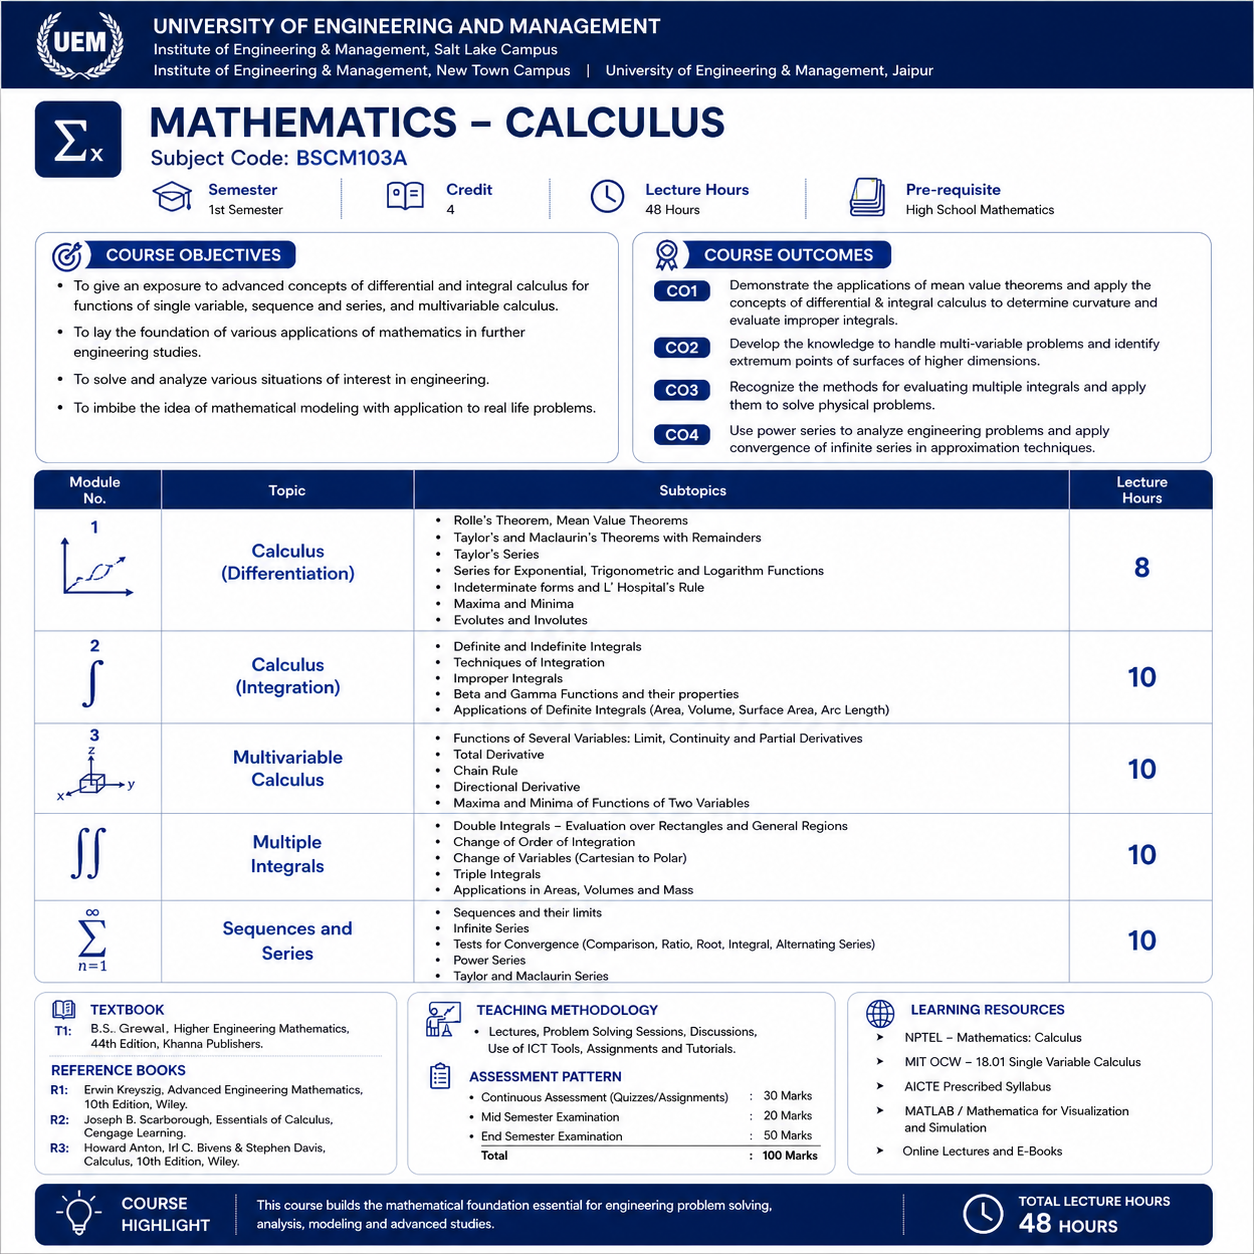 UEM
UNIVERSITY OF ENGINEERING AND MANAGEMENT
Institute of Engineering & Management, Salt Lake Campus
Institute of Engineering & Management, New Town Campus | University of Engineering & Management, Jaipur
Σx
MATHEMATICS – CALCULUS
Subject Code: BSCM103A
Semester
1st Semester
Credit
4
Lecture Hours
48 Hours
Pre-requisite
High School Mathematics
COURSE OBJECTIVES
• To give an exposure to advanced concepts of differential and integral calculus for
functions of single variable, sequence and series, and multivariable calculus.
• To lay the foundation of various applications of mathematics in further
engineering studies.
• To solve and analyze various situations of interest in engineering.
• To imbibe the idea of mathematical modeling with application to real life problems.
COURSE OUTCOMES
CO1 Demonstrate the applications of mean value theorems and apply the
concepts of differential & integral calculus to determine curvature and
evaluate improper integrals.
CO2 Develop the knowledge to handle multi-variable problems and identify
extremum points of surfaces of higher dimensions.
CO3 Recognize the methods for evaluating multiple integrals and apply
them to solve physical problems.
CO4 Use power series to analyze engineering problems and apply
convergence of infinite series in approximation techniques.
Module
No.
Topic
Subtopics
Lecture
Hours
1
Calculus
(Differentiation)
• Rolle's Theorem, Mean Value Theorems
• Taylor's and Maclaurin's Theorems with Remainders
• Taylor's Series
• Series for Exponential, Trigonometric and Logarithm Functions
• Indeterminate forms and L' Hospital's Rule
• Maxima and Minima
• Evolutes and Involutes
8
2
∫
Calculus
(Integration)
• Definite and Indefinite Integrals
• Techniques of Integration
• Improper Integrals
• Beta and Gamma Functions and their properties
• Applications of Definite Integrals (Area, Volume, Surface Area, Arc Length)
10
3
z
x y
Multivariable
Calculus
• Functions of Several Variables: Limit, Continuity and Partial Derivatives
• Total Derivative
• Chain Rule
• Directional Derivative
• Maxima and Minima of Functions of Two Variables
10
∫∫
Multiple
Integrals
• Double Integrals – Evaluation over Rectangles and General Regions
• Change of Order of Integration
• Change of Variables (Cartesian to Polar)
• Triple Integrals
• Applications in Areas, Volumes and Mass
10
∞
Σ
n=1
Sequences and
Series
• Sequences and their limits
• Infinite Series
• Tests for Convergence (Comparison, Ratio, Root, Integral, Alternating Series)
• Power Series
• Taylor and Maclaurin Series
10
TEXTBOOK
T1: B.S.. Grewal, Higher Engineering Mathematics,
44th Edition, Khanna Publishers.
REFERENCE BOOKS
R1: Erwin Kreyszig, Advanced Engineering Mathematics,
10th Edition, Wiley.
R2: Joseph B. Scarborough, Essentials of Calculus,
Cengage Learning.
R3: Howard Anton, Irl C. Bivens & Stephen Davis,
Calculus, 10th Edition, Wiley.
TEACHING METHODOLOGY
• Lectures, Problem Solving Sessions, Discussions,
Use of ICT Tools, Assignments and Tutorials.
ASSESSMENT PATTERN
• Continuous Assessment (Quizzes/Assignments) : 30 Marks
• Mid Semester Examination : 20 Marks
• End Semester Examination : 50 Marks
Total : 100 Marks
LEARNING RESOURCES
➤ NPTEL – Mathematics: Calculus
➤ MIT OCW – 18.01 Single Variable Calculus
➤ AICTE Prescribed Syllabus
➤ MATLAB / Mathematica for Visualization
and Simulation
➤ Online Lectures and E-Books
COURSE
HIGHLIGHT
This course builds the mathematical foundation essential for engineering problem solving,
analysis, modeling and advanced studies.
TOTAL LECTURE HOURS
48 HOURS